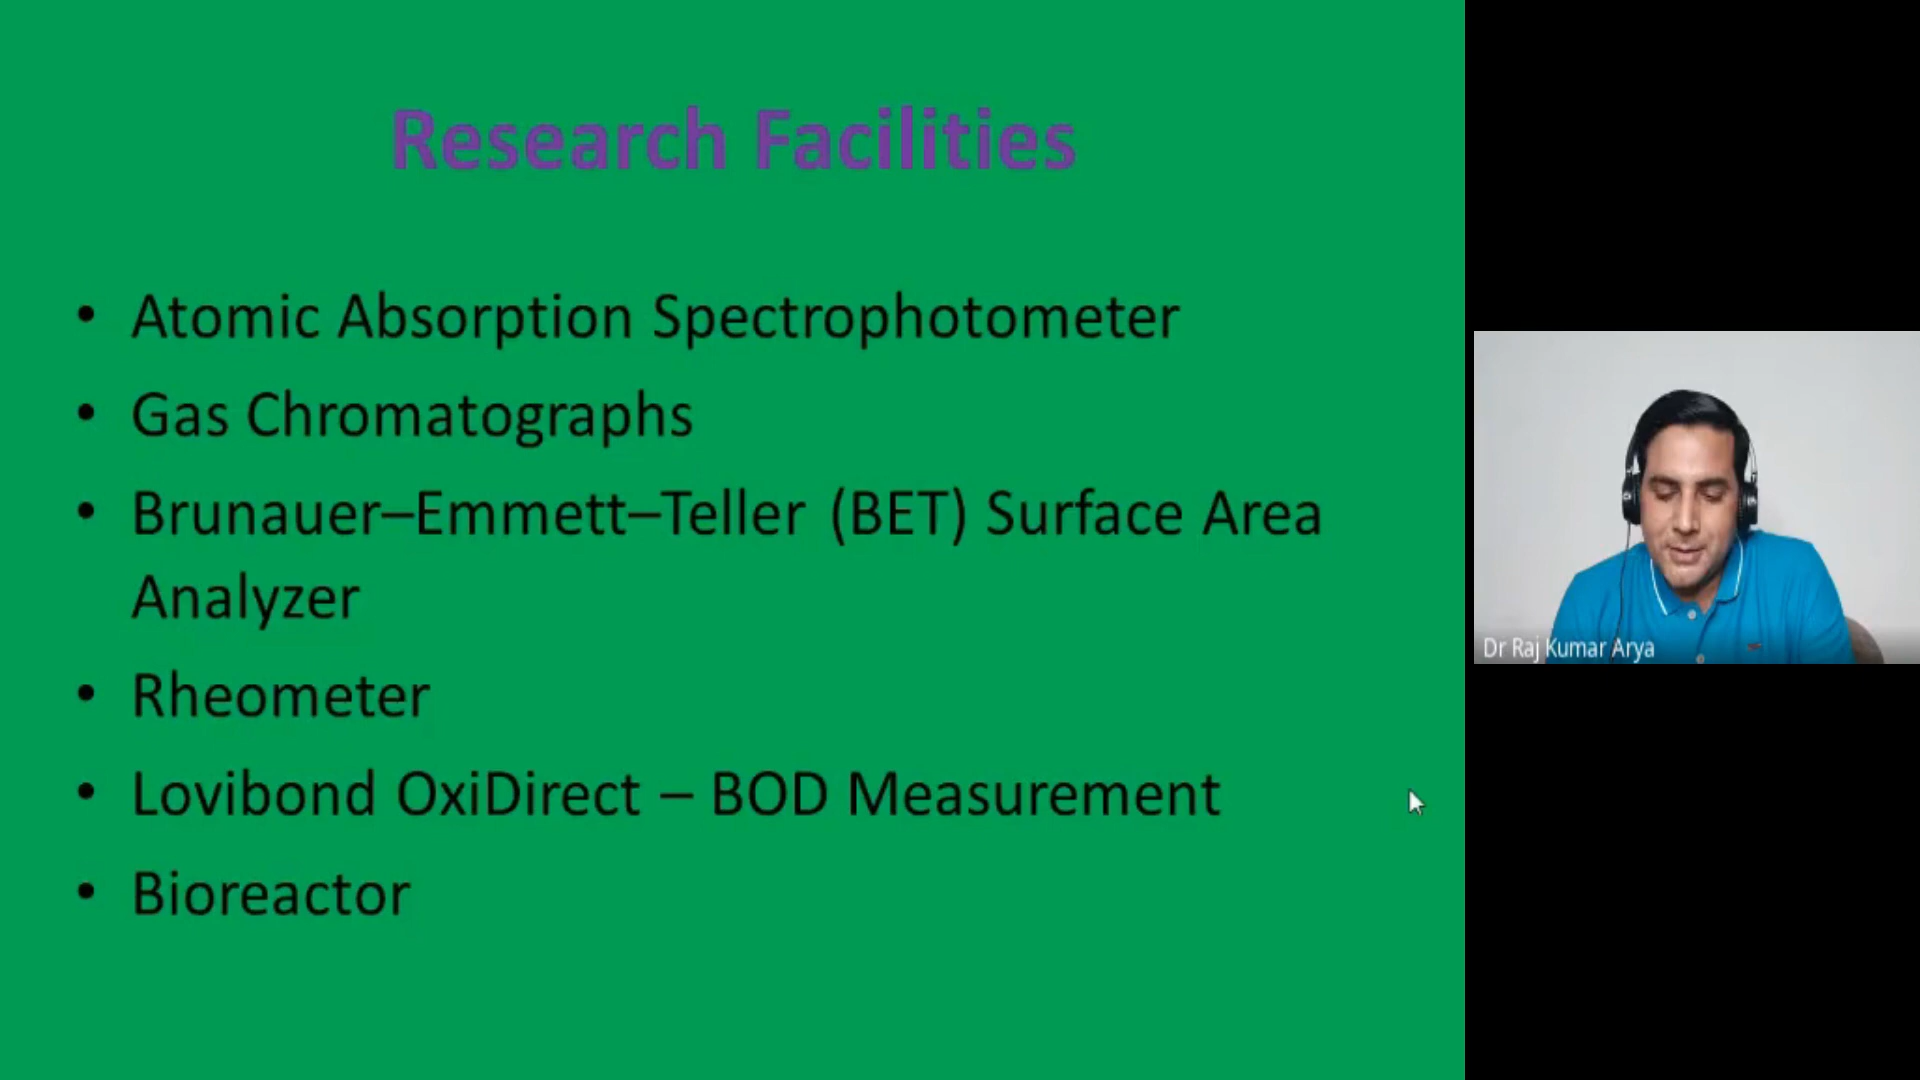 Research Facilities
• Atomic Absorption Spectrophotometer
• Gas Chromatographs
• Brunauer–Emmett–Teller (BET) Surface Area
Analyzer
• Rheometer
• Lovibond OxiDirect – BOD Measurement
• Bioreactor
Dr Raj Kumar Arya